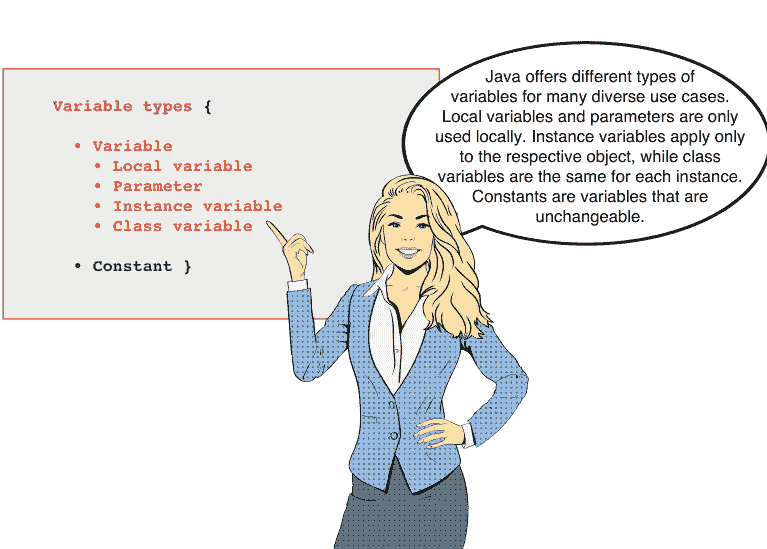 Variable types {
• Variable
• Local variable
• Parameter
• Instance variable
• Class variable
• Constant }
Java offers different types of
variables for many diverse use cases.
Local variables and parameters are only
used locally. Instance variables apply only
to the respective object, while class
variables are the same for each instance.
Constants are variables that are
unchangeable.